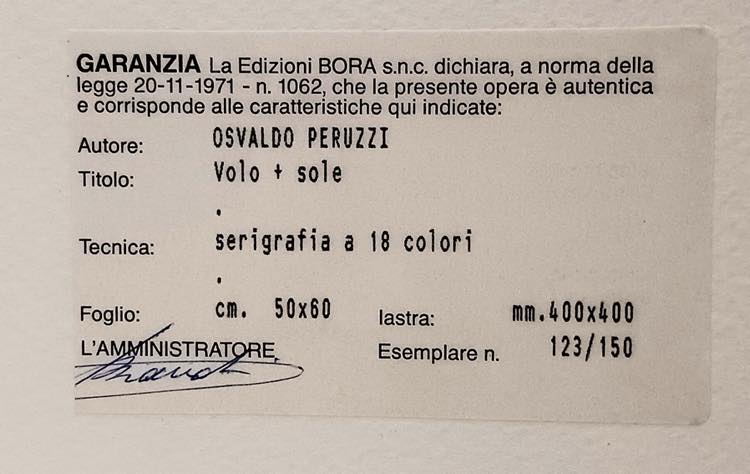 GARANZIA La Edizioni BORA s.n.c. dichiara, a norma della
legge 20-11-1971 - n. 1062, che la presente opera è autentica
e corrisponde alle caratteristiche qui indicate:
Autore: OSVALDO PERUZZI
Titolo: Volo + sole
.
Tecnica: serigrafia a 18 colori
.
Foglio: cm. 50x60 lastra: mm.400x400
L'AMMINISTRATORE Esemplare n. 123/150